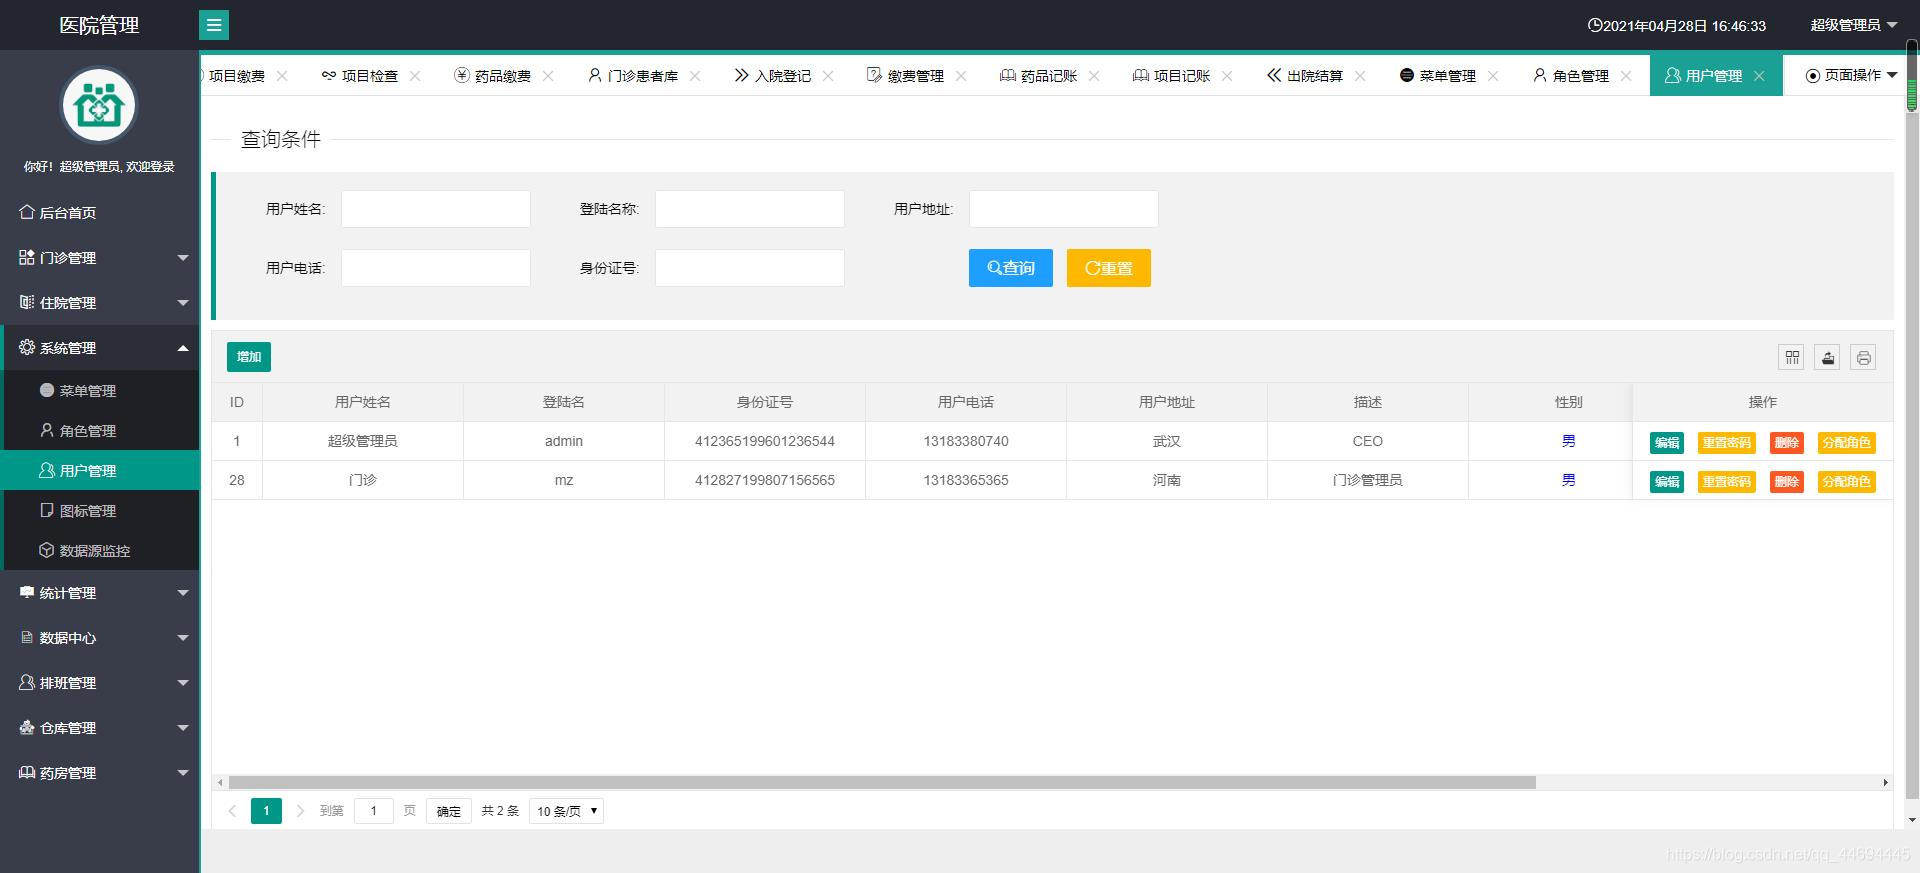 医院管理
2021年04月28日 16:46:33
超级管理员
你好！超级管理员, 欢迎登录
后台首页
门诊管理
住院管理
系统管理
菜单管理
角色管理
用户管理
图标管理
数据源监控
统计管理
数据中心
排班管理
仓库管理
药房管理
项目缴费 项目检查 药品缴费 门诊患者库 入院登记 缴费管理 药品记账 项目记账 出院结算 菜单管理 角色管理 用户管理 页面操作
查询条件
用户姓名: 登陆名称: 用户地址:
用户电话: 身份证号: 查询 重置
增加
ID 用户姓名 登陆名 身份证号 用户电话 用户地址 描述 性别 操作
1 超级管理员 admin 412365199601236544 13183380740 武汉 CEO 男 编辑 重置密码 删除 分配角色
28 门诊 mz 412827199807156565 13183365365 河南 门诊管理员 男 编辑 重置密码 删除 分配角色
1 到第 1 页 确定 共 2 条 10 条/页
https://blog.csdn.net/qq_44694445